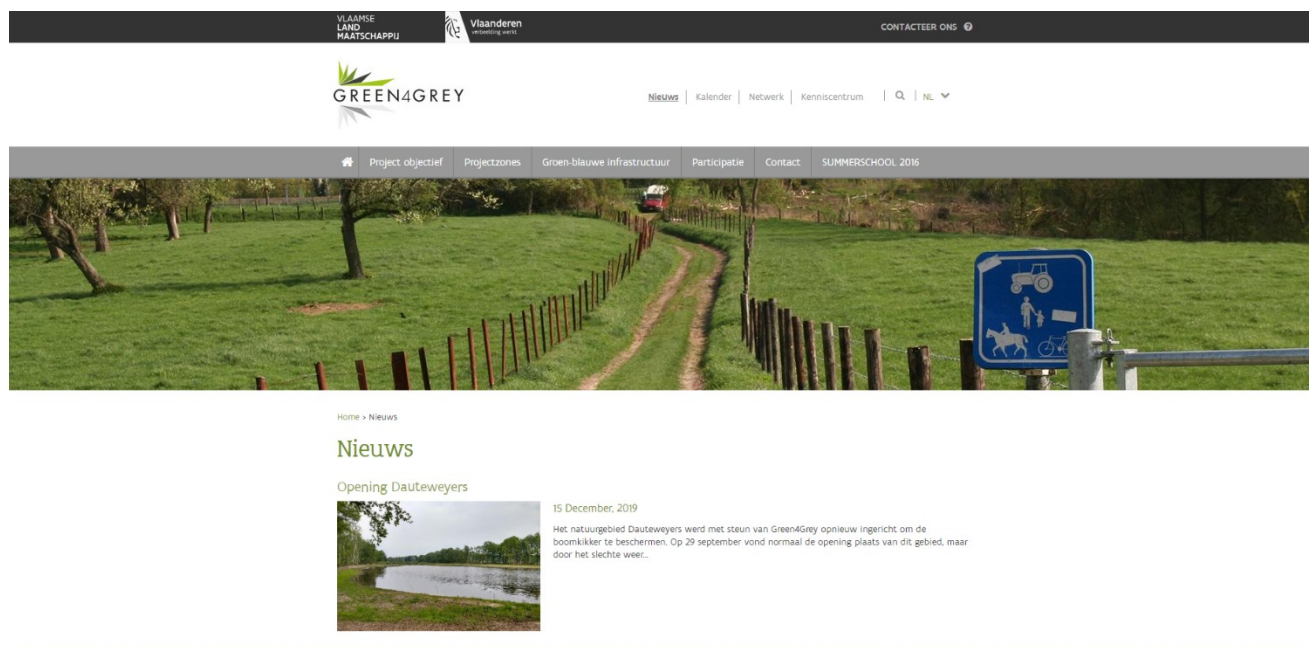 VLAAMSE
LAND
MAATSCHAPPIJ
Vlaanderen
verbeelding werkt
CONTACTEER ONS
GREEN4GREY
Nieuws | Kalender | Netwerk | Kenniscentrum | | NL
Project objectief Projectzones Groen-blauwe infrastructuur Participatie Contact SUMMERSCHOOL 2016
Home > Nieuws
Nieuws
Opening Dauteweyers
15 December, 2019
Het natuurgebied Dauteweyers werd met steun van Green4Grey opnieuw ingericht om de
boomkikker te beschermen. Op 29 september vond normaal de opening plaats van dit gebied, maar
door het slechte weer...